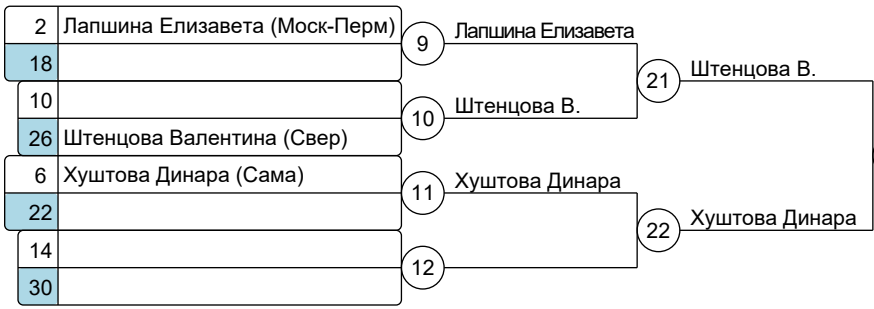 2 Лапшина Елизавета (Моск-Перм)
18
10
26 Штенцова Валентина (Свер)
6 Хуштова Динара (Сама)
22
14
30
9 Лапшина Елизавета
10 Штенцова В.
11 Хуштова Динара
12
21 Штенцова В.
22 Хуштова Динара